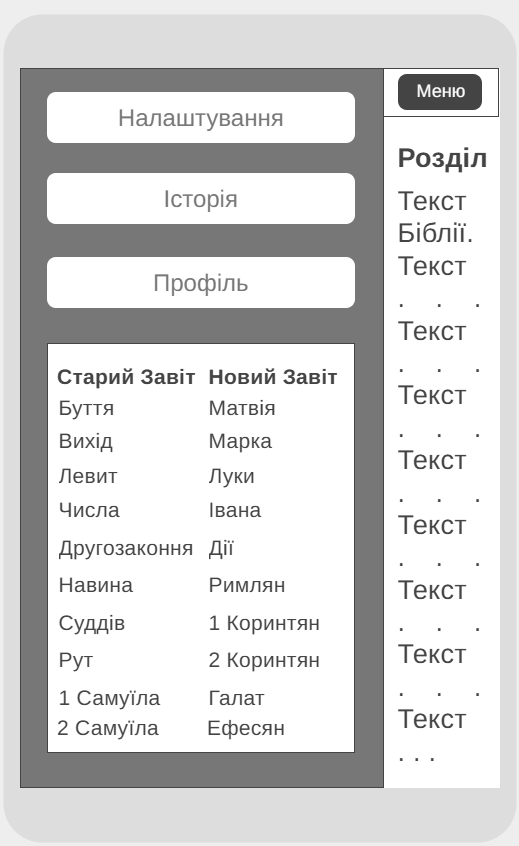 Налаштування
Історія
Профіль
Старий Завіт Новий Завіт
Буття Матвія
Вихід Марка
Левит Луки
Числа Івана
Другозаконня Дії
Навина Римлян
Суддів 1 Коринтян
Рут 2 Коринтян
1 Самуїла Галат
2 Самуїла Ефесян
Меню
Розділ
Текст
Біблії.
Текст
. . .
Текст
. . .
Текст
. . .
Текст
. . .
Текст
. . .
Текст
. . .
Текст
. . .
Текст
. . .